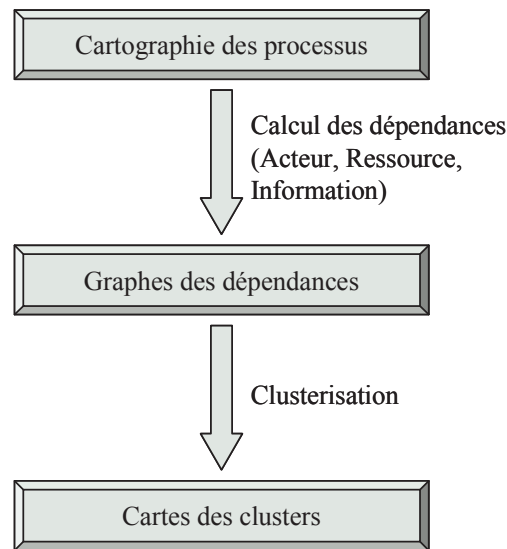 Cartographie des processus
Calcul des dépendances
(Acteur, Ressource,
Information)
Graphes des dépendances
Clusterisation
Cartes des clusters